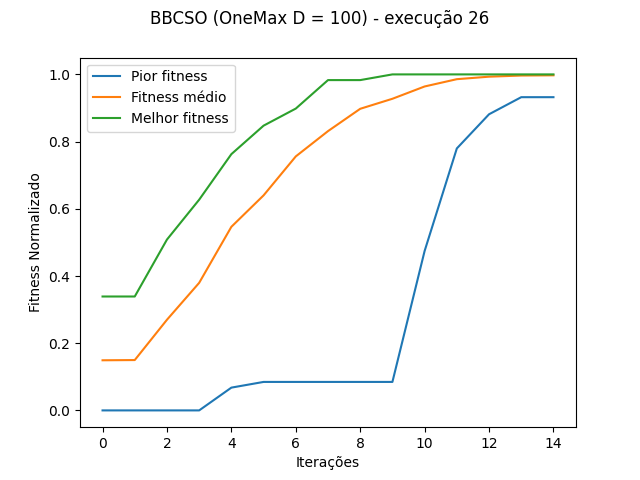 BBCSO (OneMax D = 100) - execução 26
Pior fitness
Fitness médio
Melhor fitness
Fitness Normalizado
1.0
0.8
0.6
0.4
0.2
0.0
0 2 4 6 8 10 12 14
Iterações